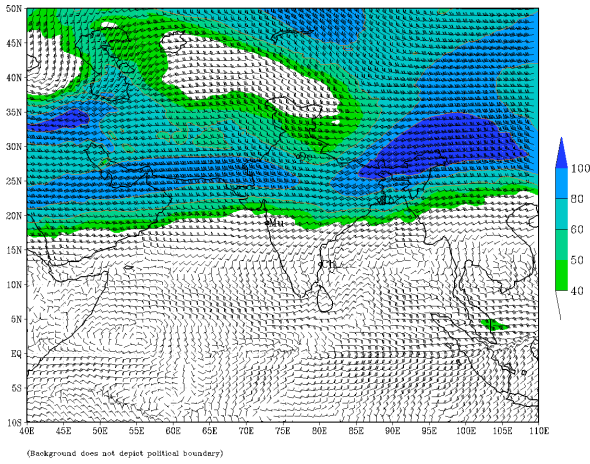 50N
45N
40N
35N
30N
25N
20N
15N
10N
5N
EQ
5S
10S
40E 45E 50E 55E 60E 65E 70E 75E 80E 85E 90E 95E 100E 105E 110E
Mu
100
80
60
50
40
(Background does not depict political boundary)